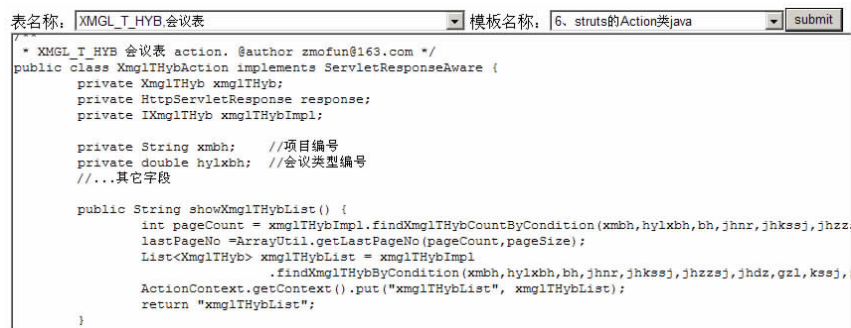 表名称: XMGL_T_HYB,会议表 模板名称: 6、struts的Action类java submit
/**
 * XMGL_T_HYB 会议表 action. @author zmofun@163.com */
public class XmglTHybAction implements ServletResponseAware {
        private XmglTHyb xmglTHyb;
        private HttpServletResponse response;
        private IXmglTHyb xmglTHybImpl;

        private String xmbh;    //项目编号
        private double hylxbh;  //会议类型编号
        //...其它字段

        public String showXmglTHybList() {
                int pageCount = xmglTHybImpl.findXmglTHybCountByCondition(xmbh,hylxbh,bh,jhnr,jhkssj,jhzz
                lastPageNo =ArrayUtil.getLastPageNo(pageCount,pageSize);
                List<XmglTHyb> xmglTHybList = xmglTHybImpl
                                .findXmglTHybByCondition(xmbh,hylxbh,bh,jhnr,jhkssj,jhzzsj,jhdz,gzl,kssj,
                ActionContext.getContext().put("xmglTHybList", xmglTHybList);
                return "xmglTHybList";
        }